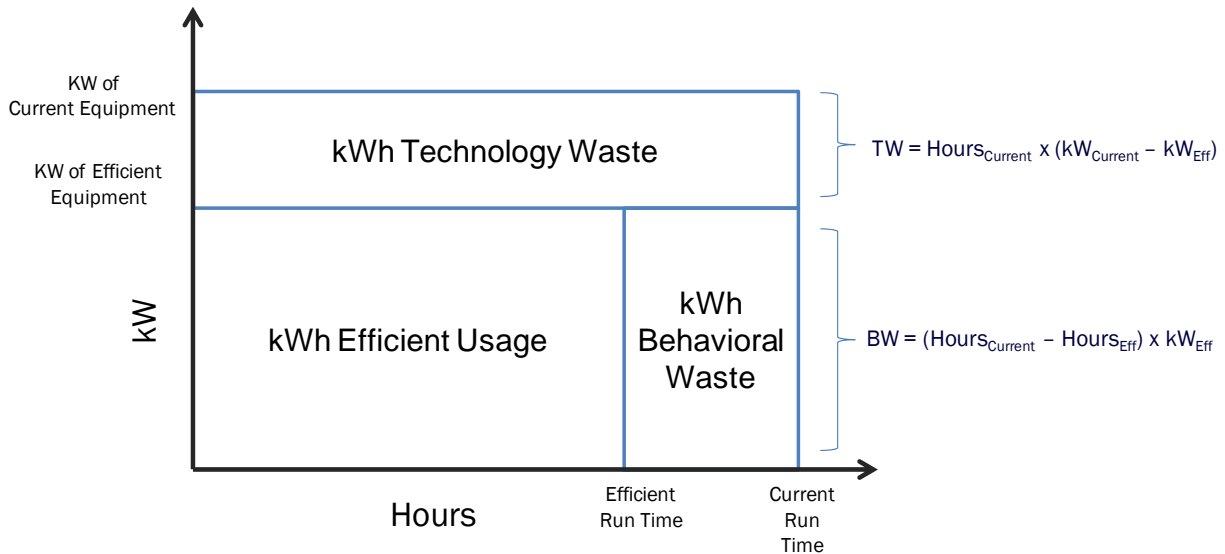 KW of
Current Equipment
kWh Technology Waste
TW = Hours_Current x (kW_Current – kW_Eff)
KW of Efficient
Equipment
kW
kWh Efficient Usage
kWh
Behavioral
Waste
BW = (Hours_Current – Hours_Eff) x kW_Eff
Hours
Efficient
Run Time
Current
Run
Time